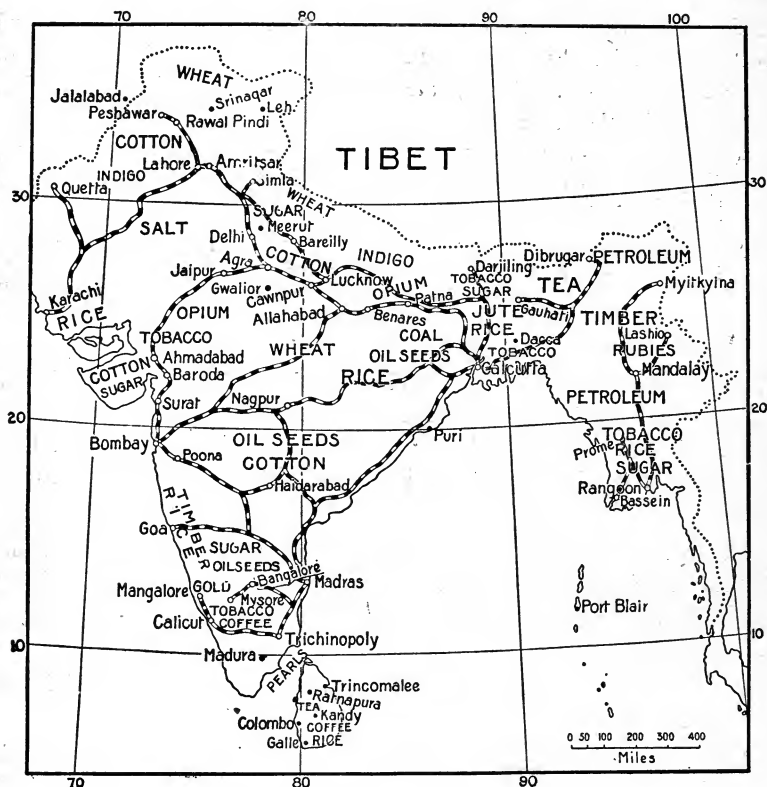 70
80
90
100
WHEAT
Jalalabad
Srinaqar
Peshawar
Leh.
Rawal Pindi
COTTON
TIBET
Lahore
Amritsar
INDIGO
Simla
Quetta
30
30
WHEAT
SUGAR
SALT
Meerut
Delhi
Bareilly
COTTON
INDIGO
Darjiling
Dibrugar
PETROLEUM
Agra
Jaipur
Lucknow
OPIUM
TOBACCO
TEA
Myitkyina
Gwalior
Cawnpur
SUGAR
Karachi
Patna
Gauhati
RICE
OPIUM
Allahabad
Benares
JUTE
TIMBER
COAL
RICE
Dacca
Lashio
TOBACCO
WHEAT
OIL SEEDS
TOBACCO
RUBIES
Ahmadabad
Calcutta
Mandalay
COTTON
Baroda
RICE
SUGAR
Surat
Nagpur
PETROLEUM
20
20
Bombay
OIL SEEDS
Puri
TOBACCO
COTTON
Prome
RICE
Poona
SUGAR
Haidarabad
Rangoon
Bassein
TIMBER
RICE
Goa
SUGAR
OILSEEDS
Bangalore
Mangalore
GOLD
Madras
Mysore
Port Blair
TOBACCO
Calicut
COFFEE
Trichinopoly
10
10
Madura
PEARLS
Trincomalee
Ratnapura
TEA
Kandy
Colombo
COFFEE
Galle
RICE
0 50 100 200 300 400
Miles
70
80
90
100